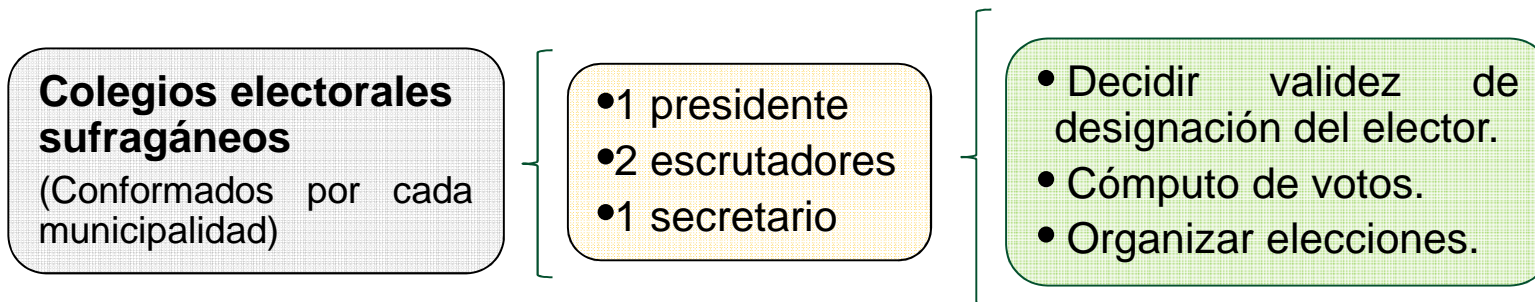 Colegios electorales
sufragáneos
(Conformados por cada
municipalidad)
•1 presidente
•2 escrutadores
•1 secretario
• Decidir validez de
designación del elector.
• Cómputo de votos.
• Organizar elecciones.